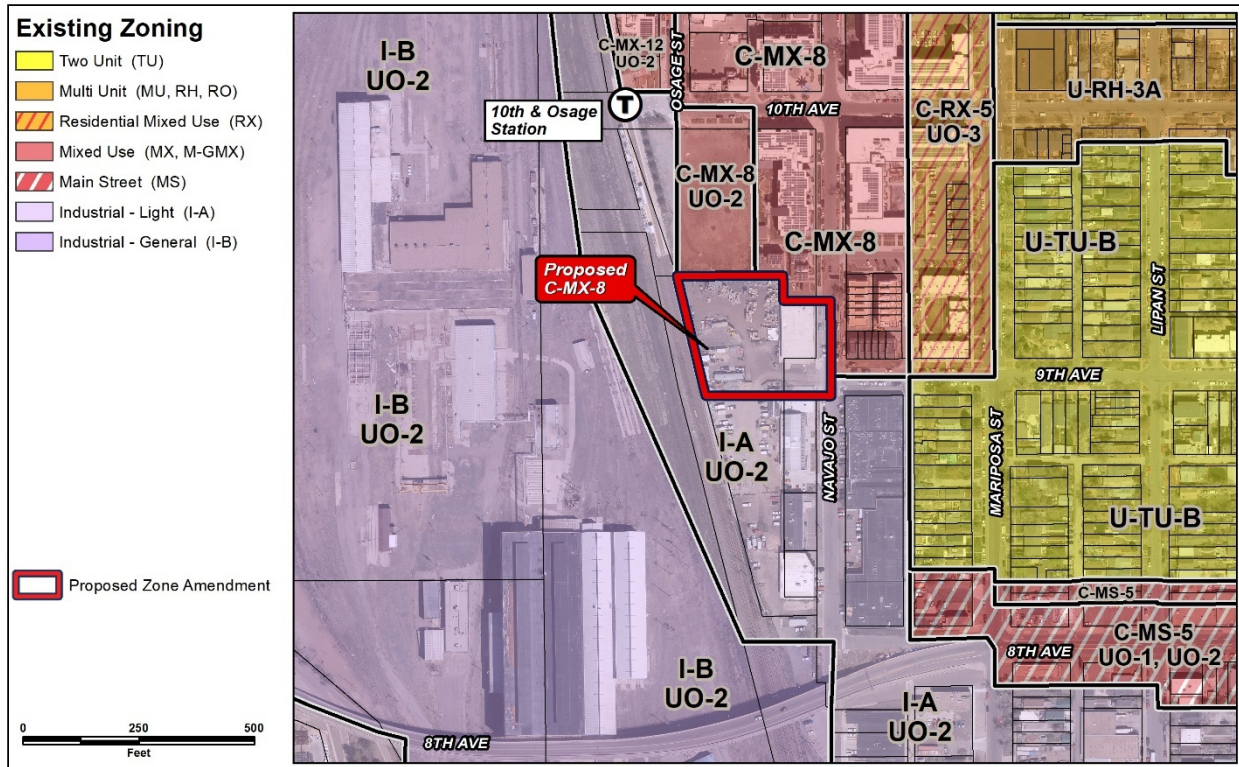 Existing Zoning
Two Unit (TU)
Multi Unit (MU, RH, RO)
Residential Mixed Use (RX)
Mixed Use (MX, M-GMX)
Main Street (MS)
Industrial - Light (I-A)
Industrial - General (I-B)
Proposed Zone Amendment
0 250 500
Feet
I-B
UO-2
C-MX-12
UO-2
OSAGE ST
C-MX-8
10TH AVE
10th & Osage
Station
T
C-RX-5
UO-3
U-RH-3A
C-MX-8
UO-2
C-MX-8
U-TU-B
LIPAN ST
Proposed
C-MX-8
9TH AVE
I-B
UO-2
I-A
UO-2
NAVAJO ST
MARIPOSA ST
U-TU-B
C-MS-5
C-MS-5
UO-1, UO-2
8TH AVE
I-B
UO-2
I-A
UO-2
8TH AVE